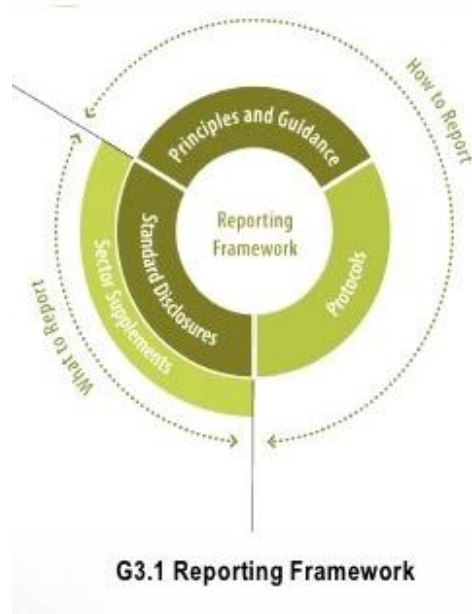 How to Report
Principles and Guidance
Reporting
Framework
Standard Disclosures
Protocols
Sector Supplements
What to Report
G3.1 Reporting Framework